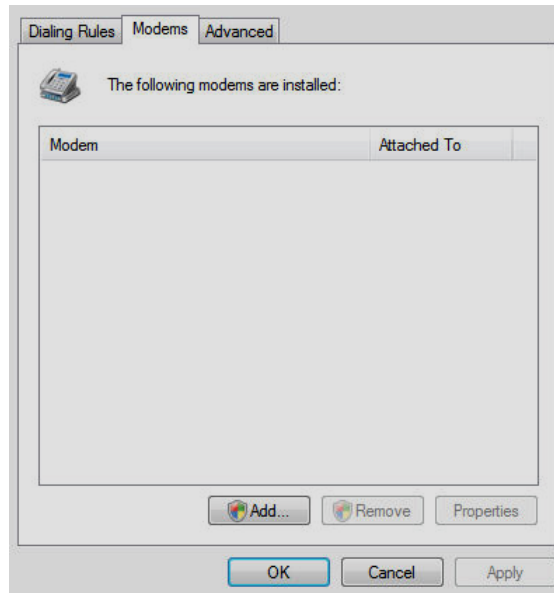 Dialing Rules Modems Advanced
The following modems are installed:
Modem Attached To
Add... Remove Properties
OK Cancel Apply